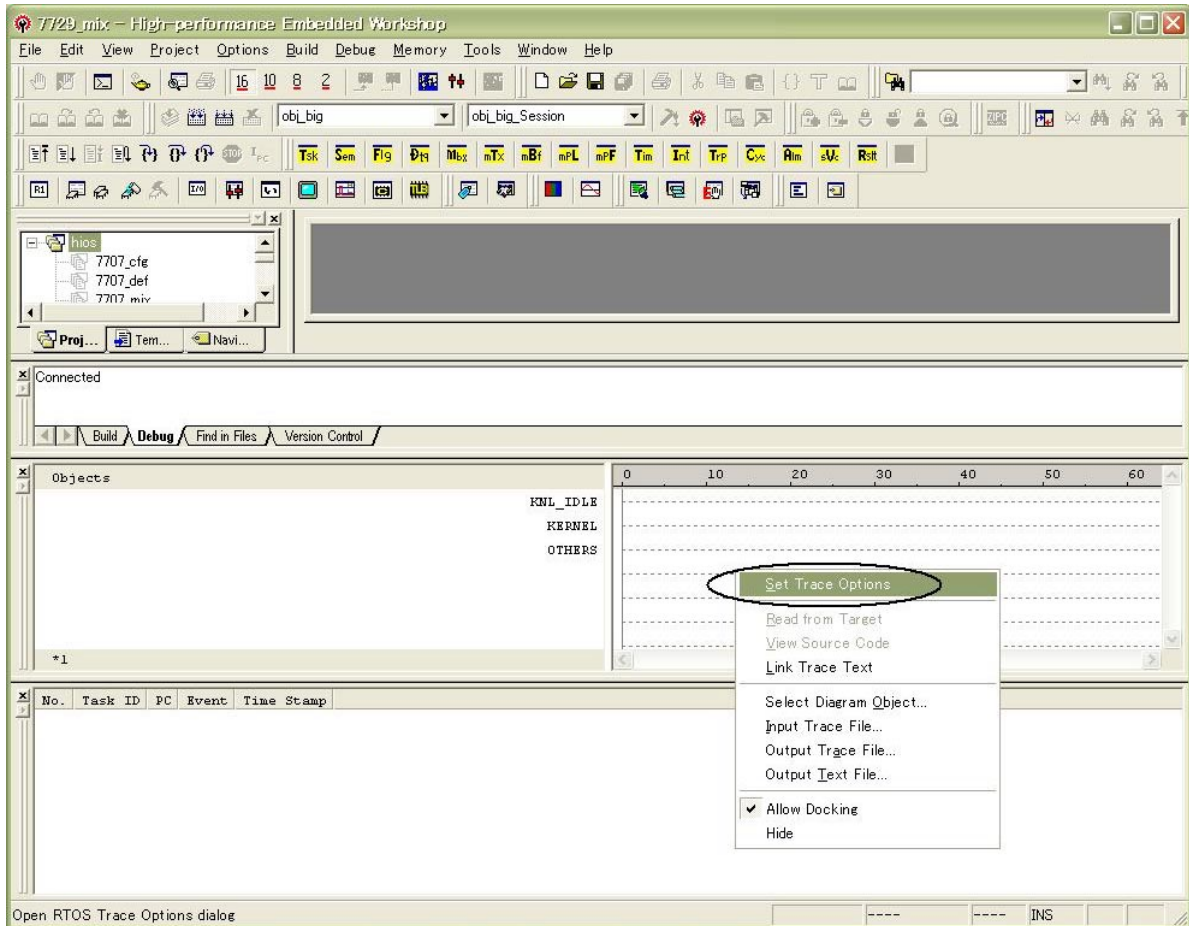 7729_mix - High-performance Embedded Workshop
File Edit View Project Options Build Debug Memory Tools Window Help
16 10 8 2
obj_big obj_big_Session
Tsk Sem Flg Dtq Mbx mTx mBf mPL mPF Tim Int Trp Cyc Alm sVc Rstt
R1 I/O
hios
7707_cfg
7707_def
7707_mix
Proj... Tem... Navi...
Connected
Build Debug Find in Files Version Control
Objects 0 10 20 30 40 50 60
KNL_IDLE
KERNEL
OTHERS
*1
Set Trace Options
Read from Target
View Source Code
Link Trace Text
Select Diagram Object...
Input Trace File...
Output Trace File...
Output Text File...
Allow Docking
Hide
No. Task ID PC Event Time Stamp
Open RTOS Trace Options dialog ---- ---- INS